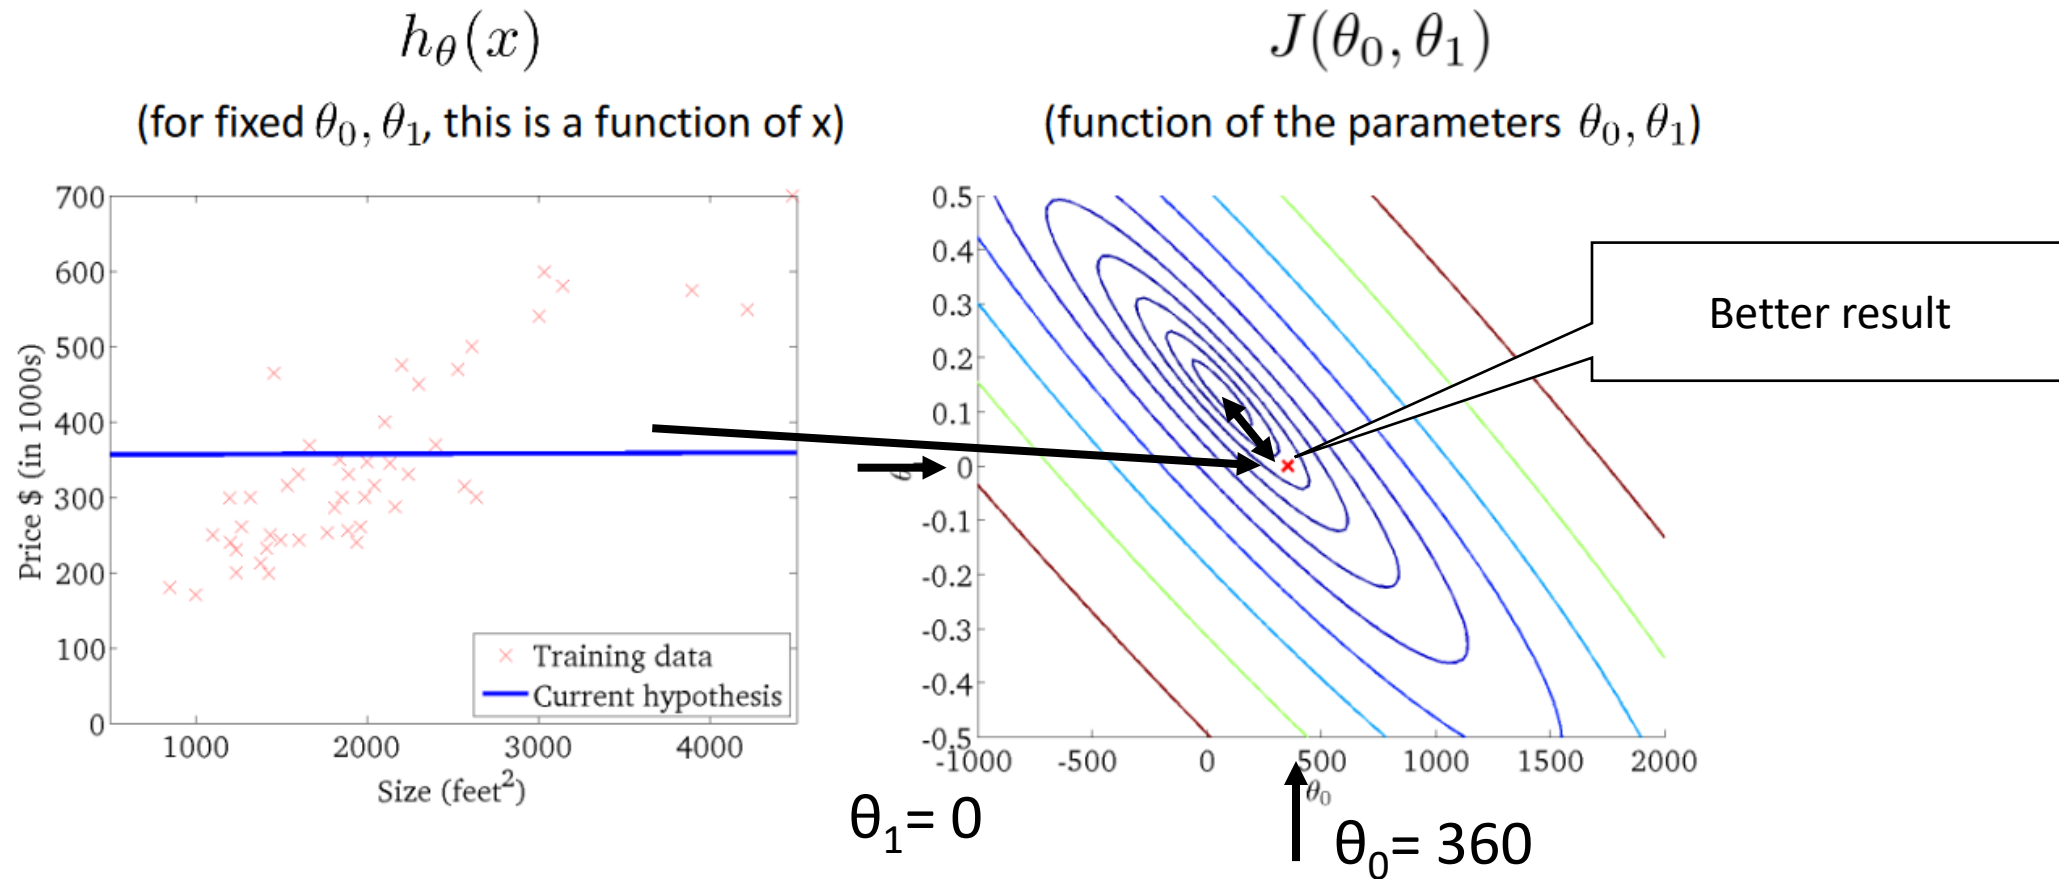 hθ(x)
(for fixed θ0, θ1, this is a function of x)
700
600
500
400
300
200
100
0
Price $ (in 1000s)
1000 2000 3000 4000
Size (feet²)
Training data
Current hypothesis
J(θ0, θ1)
(function of the parameters θ0, θ1)
0.5
0.4
0.3
0.2
0.1
0
-0.1
-0.2
-0.3
-0.4
-0.5
-1000 -500 0 500 1000 1500 2000
θ0
Better result
θ1= 0
θ0= 360